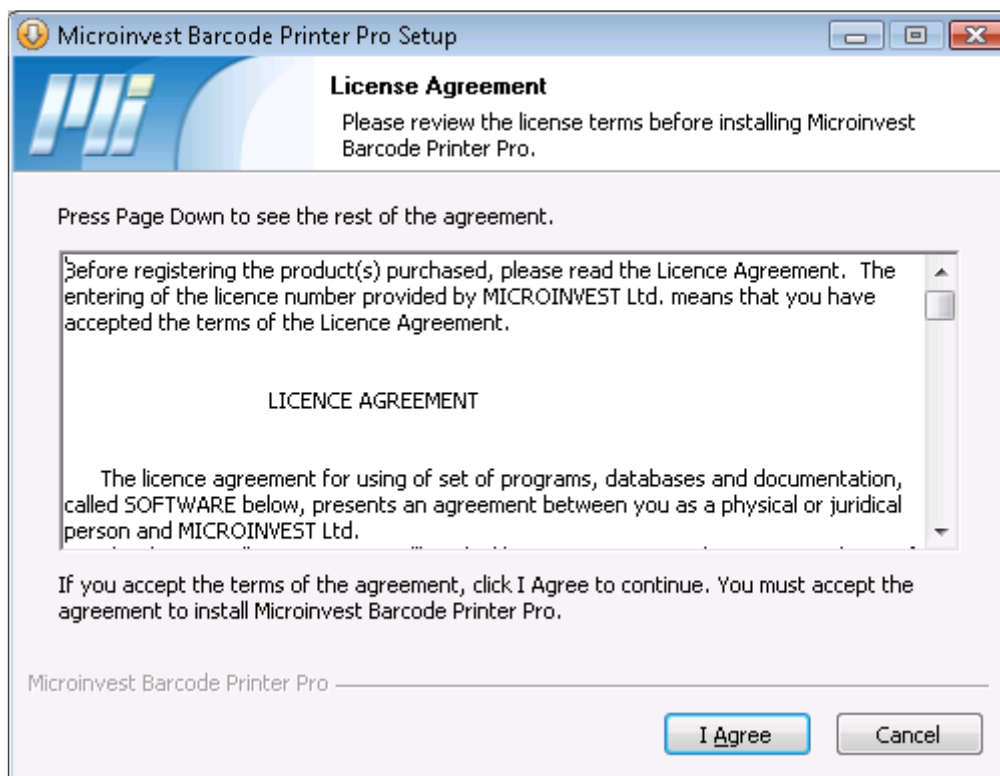 Microinvest Barcode Printer Pro Setup
Mi
License Agreement
Please review the license terms before installing Microinvest
Barcode Printer Pro.
Press Page Down to see the rest of the agreement.
Before registering the product(s) purchased, please read the Licence Agreement.  The
entering of the licence number provided by MICROINVEST Ltd. means that you have
accepted the terms of the Licence Agreement.
LICENCE AGREEMENT
The licence agreement for using of set of programs, databases and documentation,
called SOFTWARE below, presents an agreement between you as a physical or juridical
person and MICROINVEST Ltd.
If you accept the terms of the agreement, click I Agree to continue. You must accept the
agreement to install Microinvest Barcode Printer Pro.
Microinvest Barcode Printer Pro
I Agree
Cancel